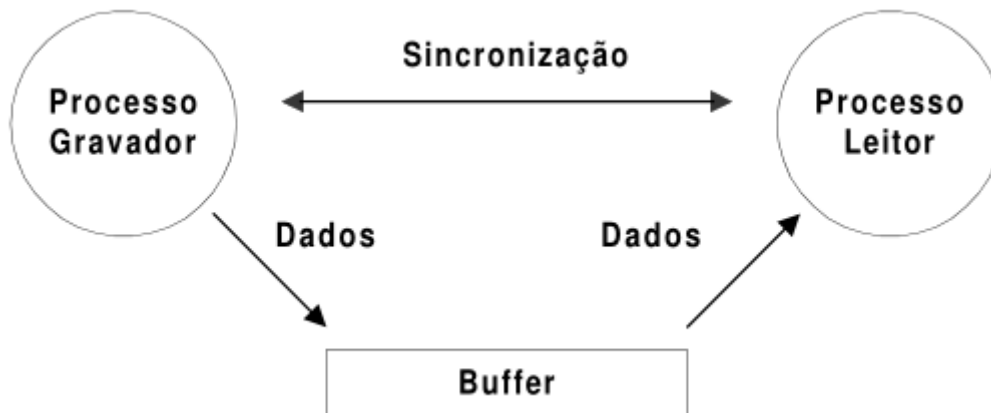 Sincronização
Processo
Gravador
Processo
Leitor
Dados
Dados
Buffer